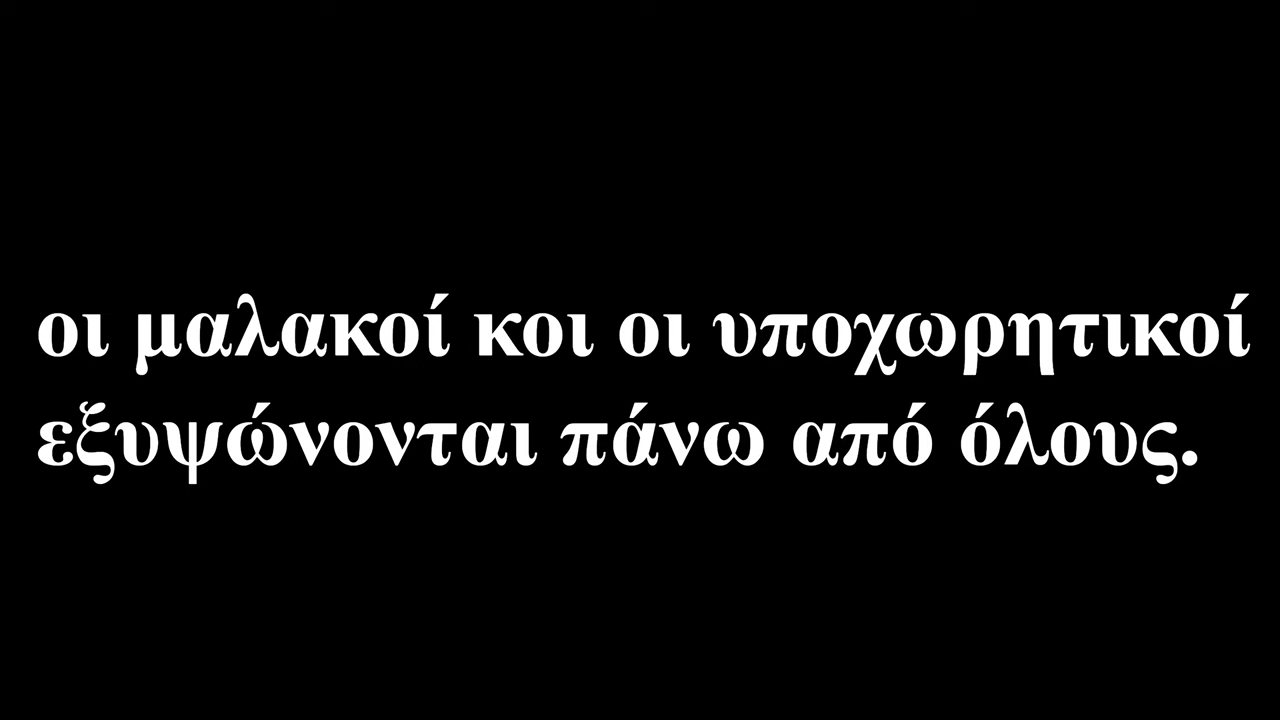 οι μαλακοί κοι οι υποχωρητικοί
εξυψώνονται πάνω από όλους.